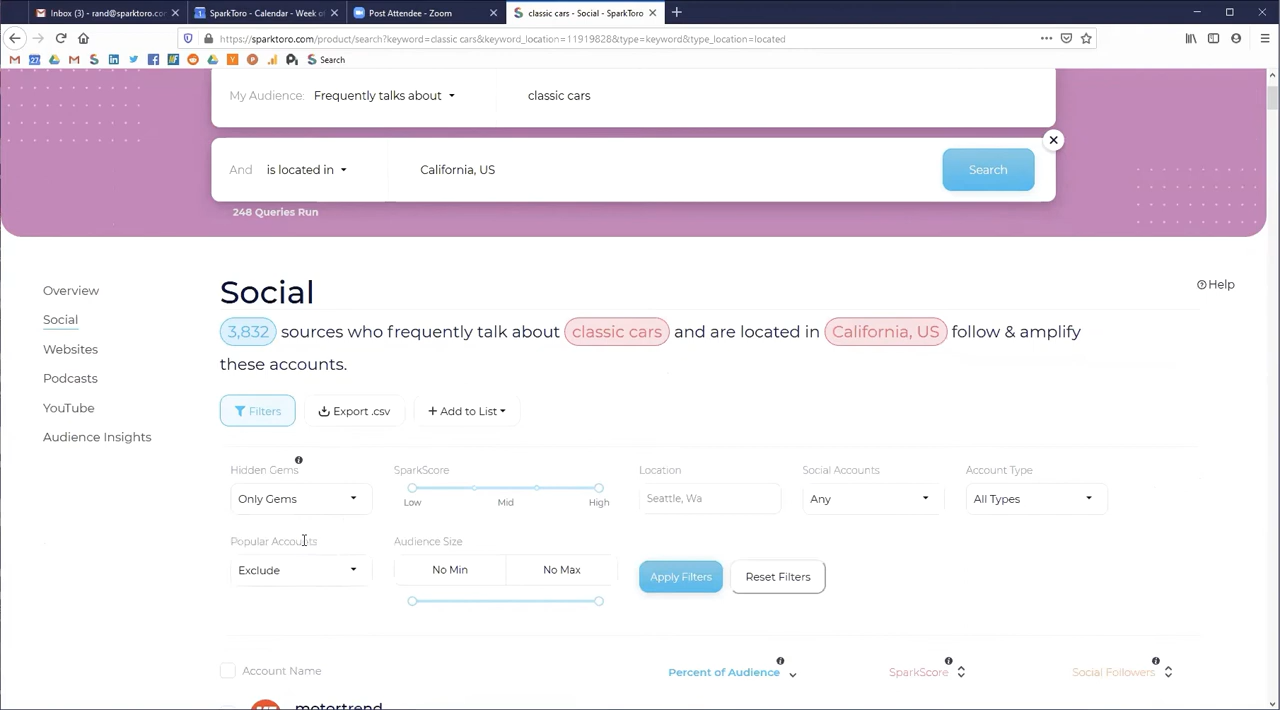 Inbox (3) - rand@sparktoro.co
SparkToro - Calendar - Week of
Post Attendee - Zoom
classic cars - Social - SparkToro
https://sparktoro.com/product/search?keyword=classic cars&keyword_location=11919828&type=keyword&type_location=located
27
Search
My Audience: Frequently talks about classic cars
And is located in California, US Search
248 Queries Run
Overview
Social
Websites
Podcasts
YouTube
Audience Insights
Social
Help
3,832 sources who frequently talk about classic cars and are located in California, US follow & amplify
these accounts.
Filters Export .csv + Add to List
Hidden Gems SparkScore Location Social Accounts Account Type
Only Gems Low Mid High Seattle, Wa Any All Types
Popular Accounts Audience Size
Exclude No Min No Max Apply Filters Reset Filters
Account Name Percent of Audience SparkScore Social Followers
motortrend